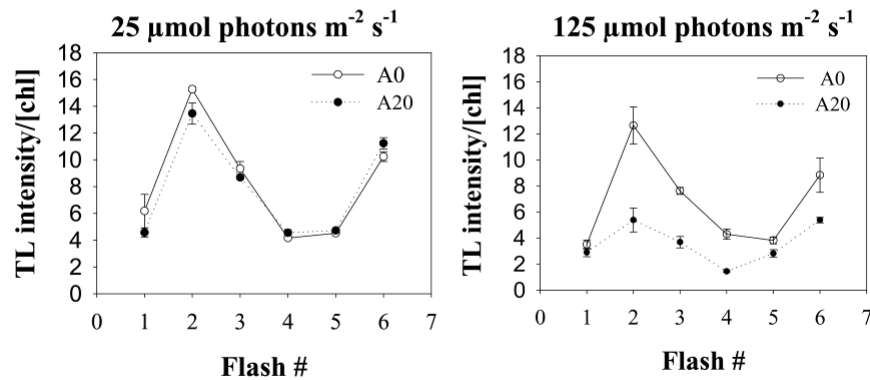 25 µmol photons m⁻² s⁻¹
TL intensity/[chl]
18
16
14
12
10
8
6
4
2
0
A0
A20
0 1 2 3 4 5 6 7
Flash #
125 µmol photons m⁻² s⁻¹
TL intensity/[chl]
18
16
14
12
10
8
6
4
2
0
A0
A20
0 1 2 3 4 5 6 7
Flash #